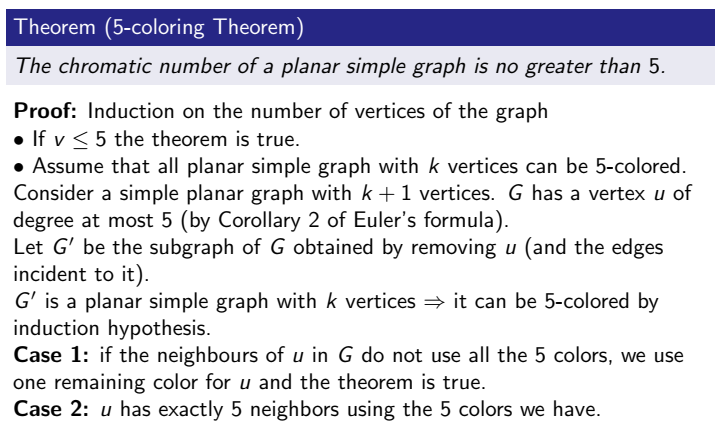 Theorem (5-coloring Theorem)
The chromatic number of a planar simple graph is no greater than 5.
Proof: Induction on the number of vertices of the graph
• If v ≤ 5 the theorem is true.
• Assume that all planar simple graph with k vertices can be 5-colored.
Consider a simple planar graph with k + 1 vertices. G has a vertex u of
degree at most 5 (by Corollary 2 of Euler's formula).
Let G′ be the subgraph of G obtained by removing u (and the edges
incident to it).
G′ is a planar simple graph with k vertices ⇒ it can be 5-colored by
induction hypothesis.
Case 1: if the neighbours of u in G do not use all the 5 colors, we use
one remaining color for u and the theorem is true.
Case 2: u has exactly 5 neighbors using the 5 colors we have.